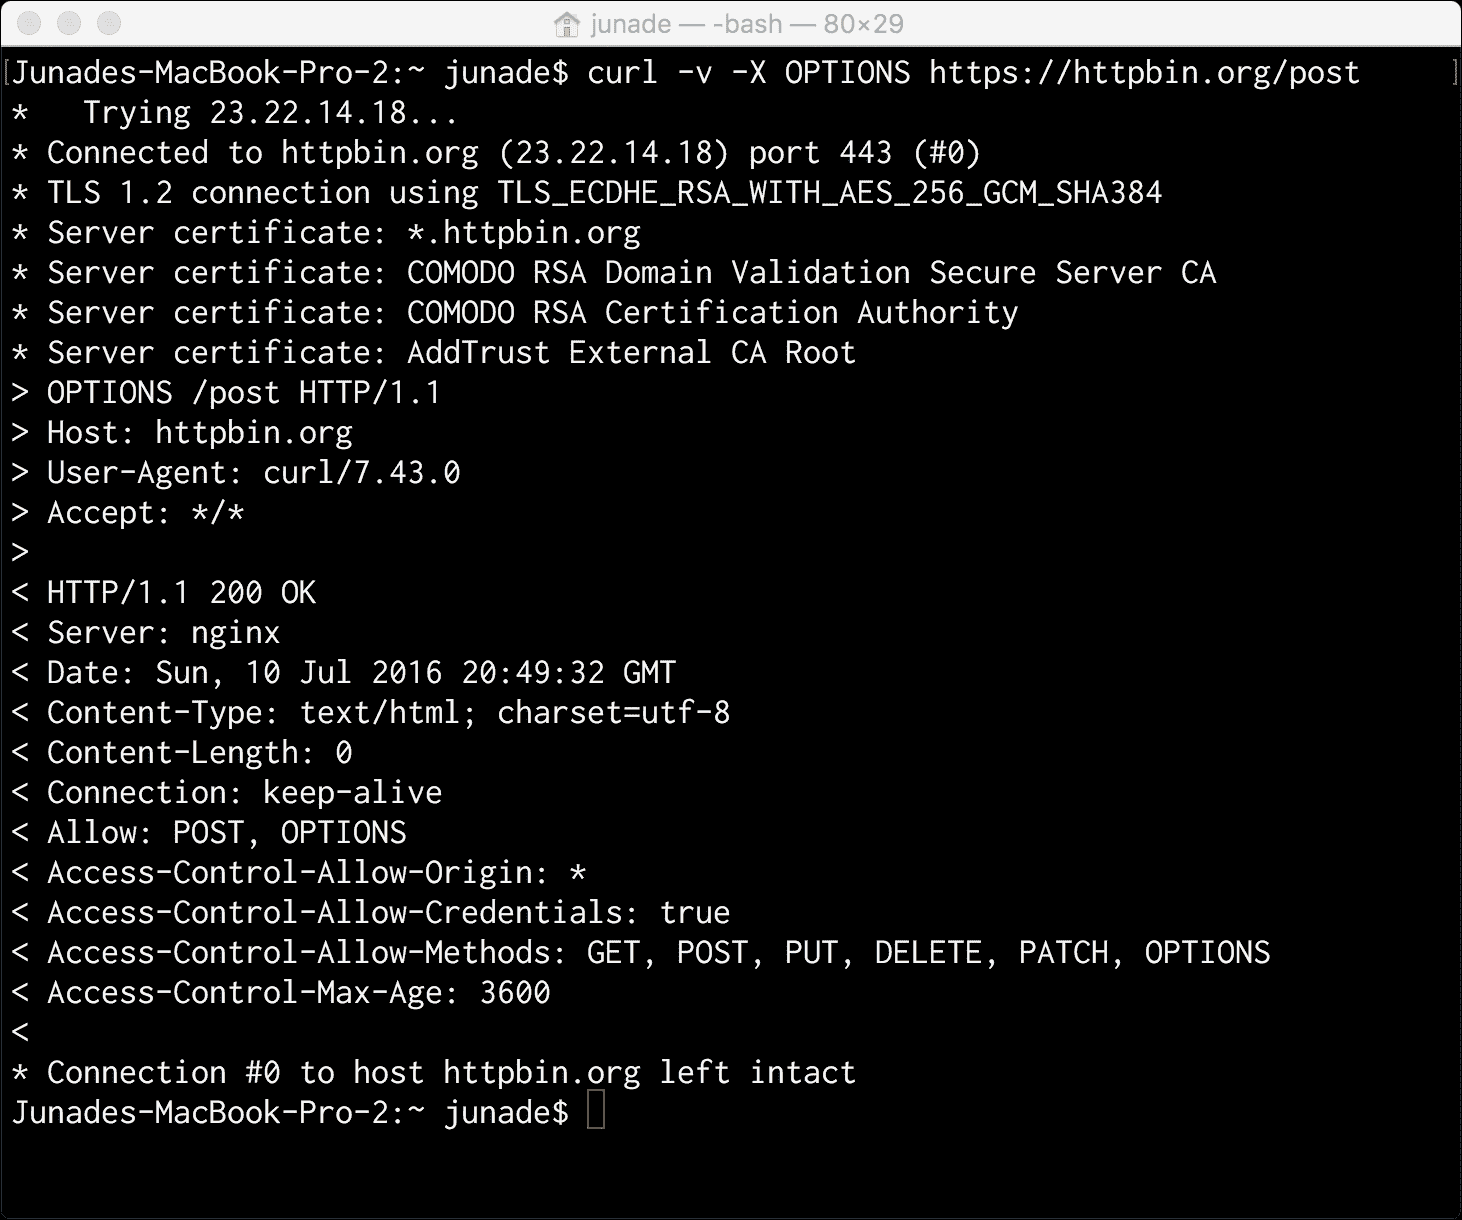 junade — -bash — 80×29
[Junades-MacBook-Pro-2:~ junade$ curl -v -X OPTIONS https://httpbin.org/post ]
*   Trying 23.22.14.18...
* Connected to httpbin.org (23.22.14.18) port 443 (#0)
* TLS 1.2 connection using TLS_ECDHE_RSA_WITH_AES_256_GCM_SHA384
* Server certificate: *.httpbin.org
* Server certificate: COMODO RSA Domain Validation Secure Server CA
* Server certificate: COMODO RSA Certification Authority
* Server certificate: AddTrust External CA Root
> OPTIONS /post HTTP/1.1
> Host: httpbin.org
> User-Agent: curl/7.43.0
> Accept: */*
>
< HTTP/1.1 200 OK
< Server: nginx
< Date: Sun, 10 Jul 2016 20:49:32 GMT
< Content-Type: text/html; charset=utf-8
< Content-Length: 0
< Connection: keep-alive
< Allow: POST, OPTIONS
< Access-Control-Allow-Origin: *
< Access-Control-Allow-Credentials: true
< Access-Control-Allow-Methods: GET, POST, PUT, DELETE, PATCH, OPTIONS
< Access-Control-Max-Age: 3600
<
* Connection #0 to host httpbin.org left intact
Junades-MacBook-Pro-2:~ junade$